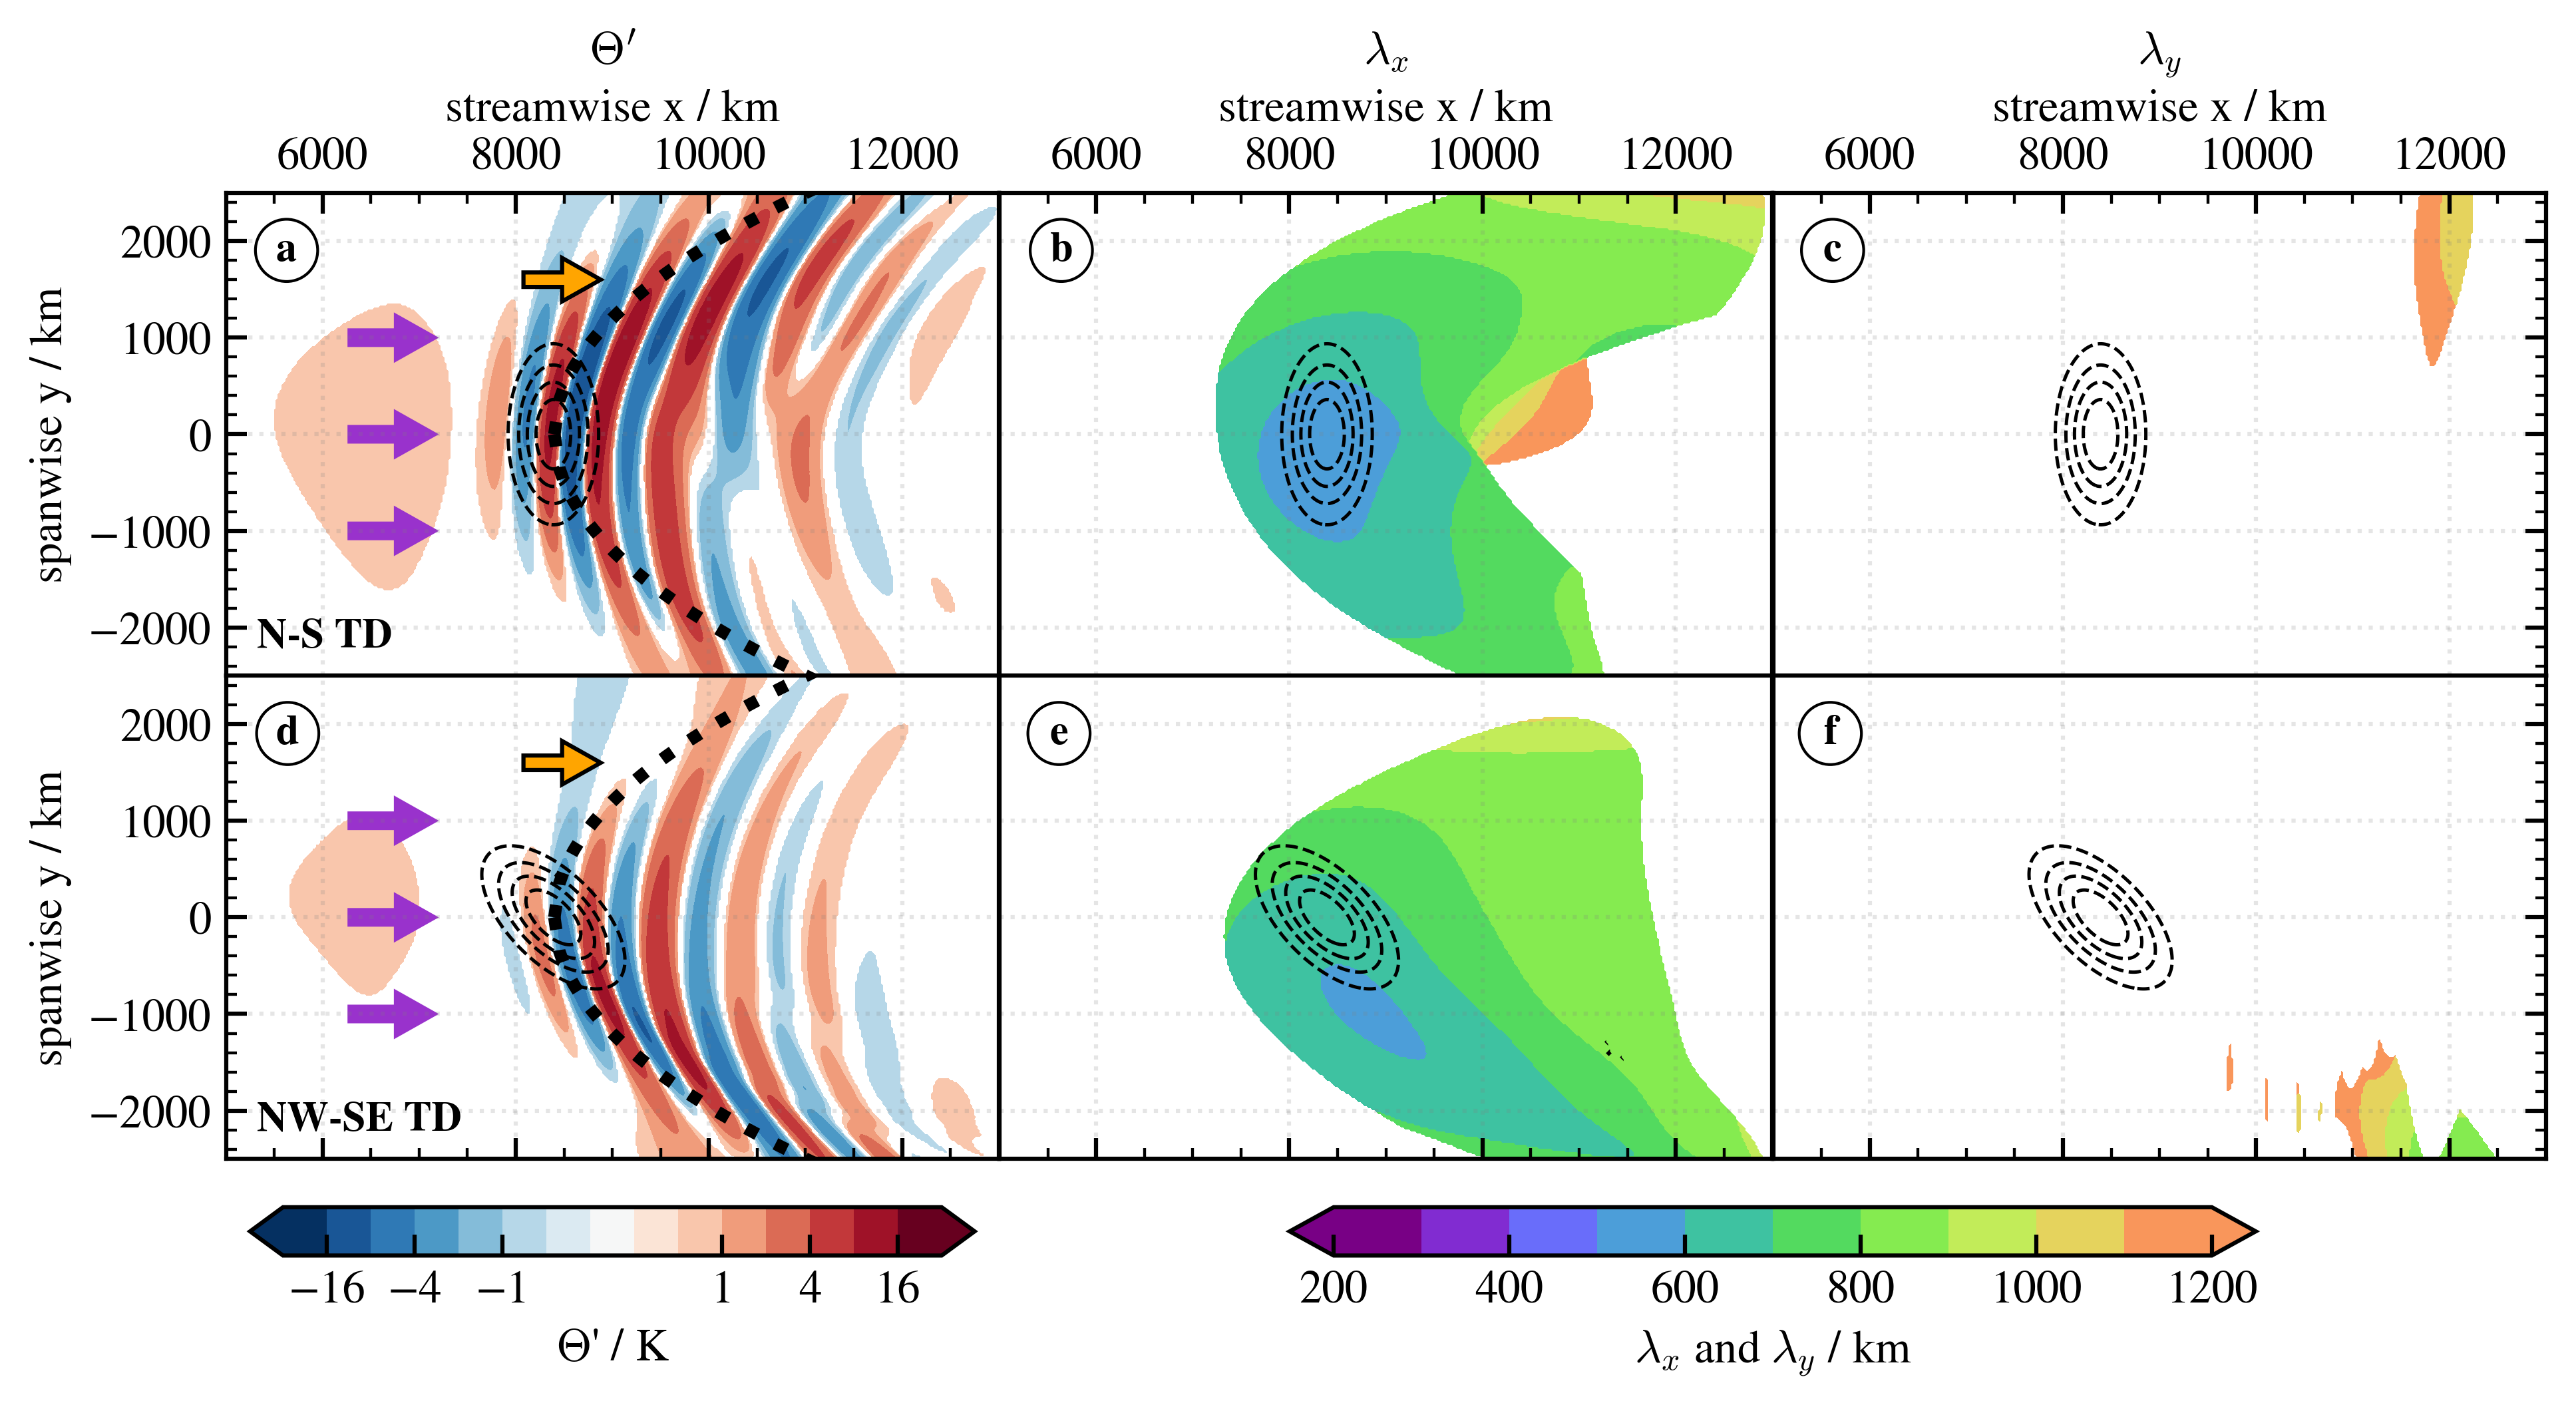 Θ′ λx λy
streamwise x / km streamwise x / km streamwise x / km
6000 8000 10000 12000 6000 8000 10000 12000 6000 8000 10000 12000
spanwise y / km
2000
1000
0
−1000
−2000
a
N-S TD
b
c
spanwise y / km
2000
1000
0
−1000
−2000
d
NW-SE TD
e
f
−16 −4 −1 1 4 16
Θ' / K
200 400 600 800 1000 1200
λx and λy / km